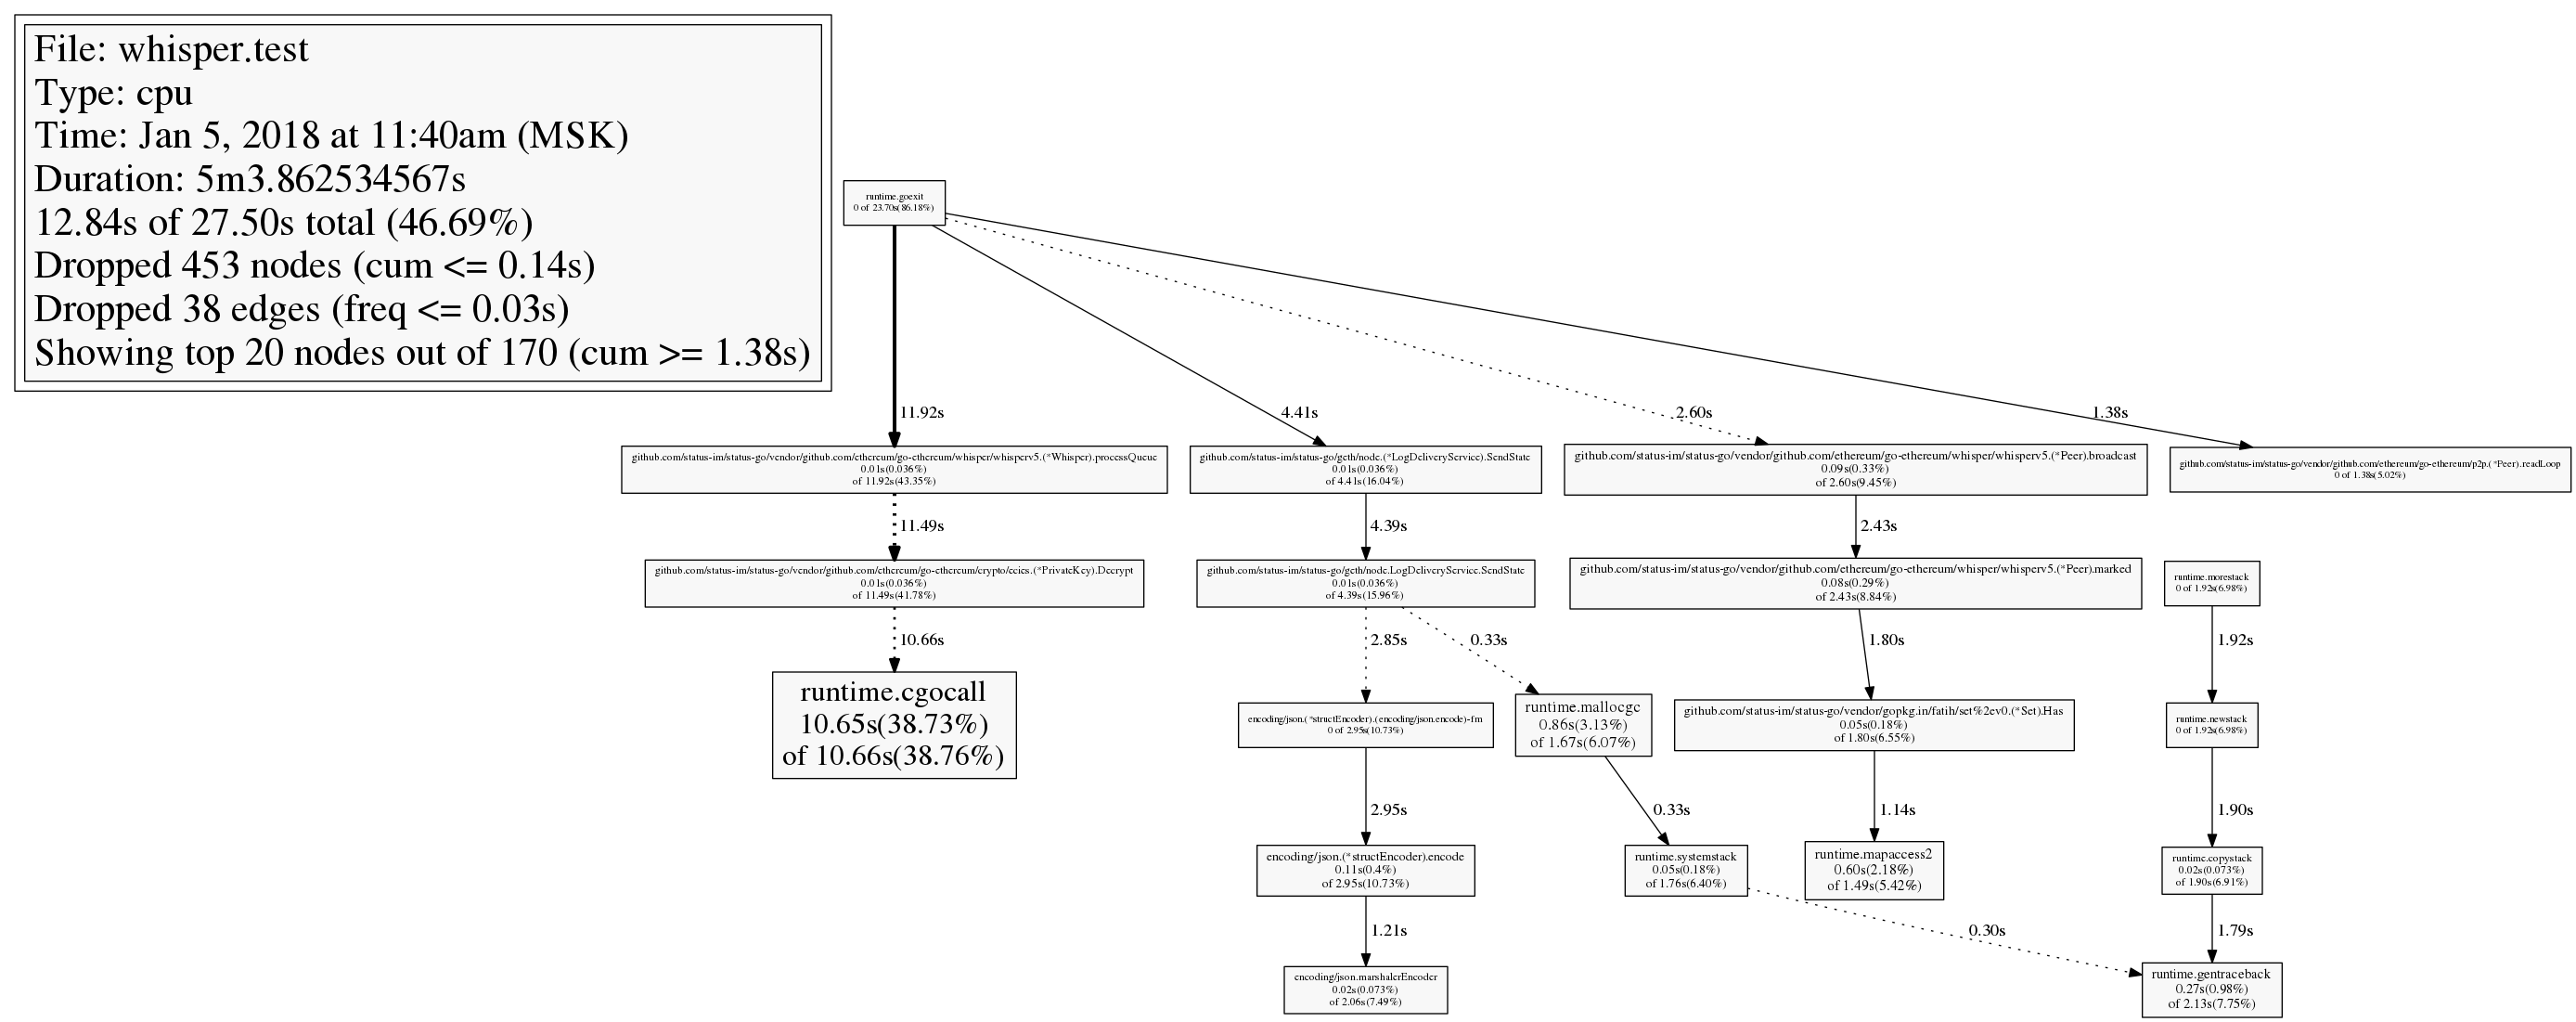 File: whisper.test
Type: cpu
Time: Jan 5, 2018 at 11:40am (MSK)
Duration: 5m3.862534567s
12.84s of 27.50s total (46.69%)
Dropped 453 nodes (cum <= 0.14s)
Dropped 38 edges (freq <= 0.03s)
Showing top 20 nodes out of 170 (cum >= 1.38s)
runtime.goexit
0 of 23.70s(86.18%)
11.92s
4.41s
2.60s
1.38s
github.com/status-im/status-go/vendor/github.com/ethereum/go-ethereum/whisper/whisperv5.(*Whisper).processQueue
0.01s(0.036%)
of 11.92s(43.35%)
github.com/status-im/status-go/geth/node.(*LogDeliveryService).SendState
0.01s(0.036%)
of 4.41s(16.04%)
github.com/status-im/status-go/vendor/github.com/ethereum/go-ethereum/whisper/whisperv5.(*Peer).broadcast
0.09s(0.33%)
of 2.60s(9.45%)
github.com/status-im/status-go/vendor/github.com/ethereum/go-ethereum/p2p.(*Peer).readLoop
0 of 1.38s(5.02%)
11.49s
4.39s
2.43s
github.com/status-im/status-go/vendor/github.com/ethereum/go-ethereum/crypto/ecies.(*PrivateKey).Decrypt
0.01s(0.036%)
of 11.49s(41.78%)
github.com/status-im/status-go/geth/node.LogDeliveryService.SendState
0.01s(0.036%)
of 4.39s(15.96%)
github.com/status-im/status-go/vendor/github.com/ethereum/go-ethereum/whisper/whisperv5.(*Peer).marked
0.08s(0.29%)
of 2.43s(8.84%)
runtime.morestack
0 of 1.92s(6.98%)
10.66s
2.85s
0.33s
1.80s
1.92s
runtime.cgocall
10.65s(38.73%)
of 10.66s(38.76%)
encoding/json.(*structEncoder).(encoding/json.encode)-fm
0 of 2.95s(10.73%)
runtime.mallocgc
0.86s(3.13%)
of 1.67s(6.07%)
github.com/status-im/status-go/vendor/gopkg.in/fatih/set%2ev0.(*Set).Has
0.05s(0.18%)
of 1.80s(6.55%)
runtime.newstack
0 of 1.92s(6.98%)
2.95s
0.33s
1.14s
1.90s
encoding/json.(*structEncoder).encode
0.11s(0.4%)
of 2.95s(10.73%)
runtime.systemstack
0.05s(0.18%)
of 1.76s(6.40%)
runtime.mapaccess2
0.60s(2.18%)
of 1.49s(5.42%)
runtime.copystack
0.02s(0.073%)
of 1.90s(6.91%)
1.21s
0.30s
1.79s
encoding/json.marshalerEncoder
0.02s(0.073%)
of 2.06s(7.49%)
runtime.gentraceback
0.27s(0.98%)
of 2.13s(7.75%)